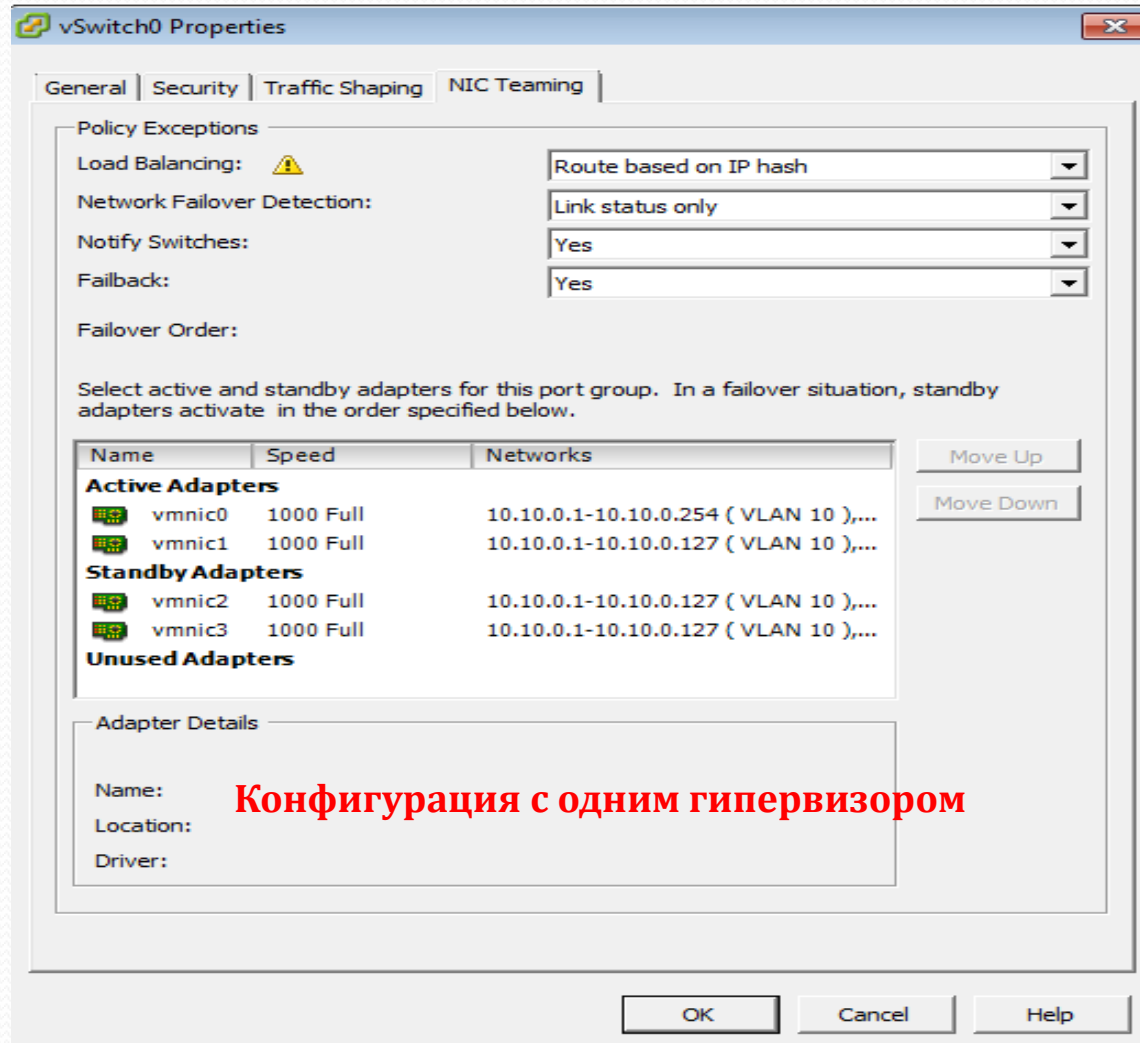 vSwitch0 Properties
General Security Traffic Shaping NIC Teaming
Policy Exceptions
Load Balancing: Route based on IP hash
Network Failover Detection: Link status only
Notify Switches: Yes
Failback: Yes
Failover Order:
Select active and standby adapters for this port group. In a failover situation, standby
adapters activate in the order specified below.
Name Speed Networks
Move Up
Active Adapters
Move Down
vmnic0 1000 Full 10.10.0.1-10.10.0.254 ( VLAN 10 ),...
vmnic1 1000 Full 10.10.0.1-10.10.0.127 ( VLAN 10 ),...
Standby Adapters
vmnic2 1000 Full 10.10.0.1-10.10.0.127 ( VLAN 10 ),...
vmnic3 1000 Full 10.10.0.1-10.10.0.127 ( VLAN 10 ),...
Unused Adapters
Adapter Details
Name:
Конфигурация с одним гипервизором
Location:
Driver:
OK Cancel Help